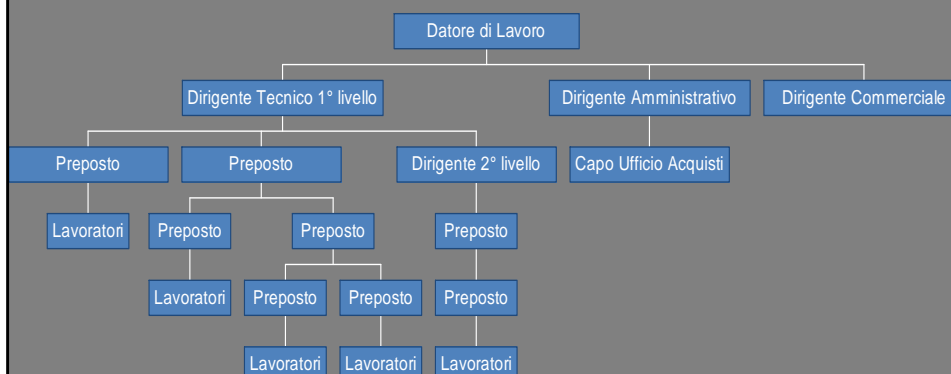 Datore di Lavoro
Dirigente Tecnico 1° livello
Dirigente Amministrativo
Dirigente Commerciale
Preposto
Preposto
Dirigente 2° livello
Capo Ufficio Acquisti
Lavoratori
Preposto
Preposto
Preposto
Lavoratori
Preposto
Preposto
Preposto
Lavoratori
Lavoratori
Lavoratori